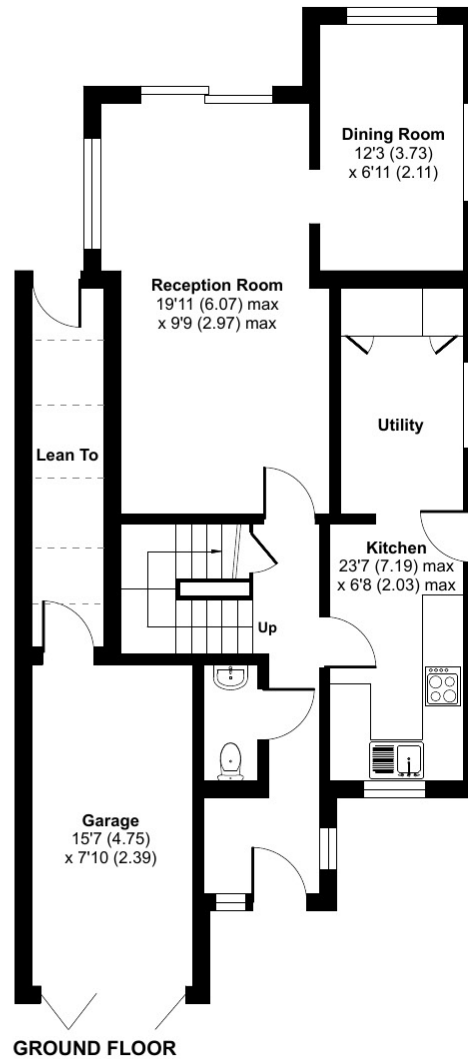 Dining Room
12'3 (3.73)
x 6'11 (2.11)
Reception Room
19'11 (6.07) max
x 9'9 (2.97) max
Utility
Lean To
Kitchen
23'7 (7.19) max
x 6'8 (2.03) max
Up
Garage
15'7 (4.75)
x 7'10 (2.39)
GROUND FLOOR